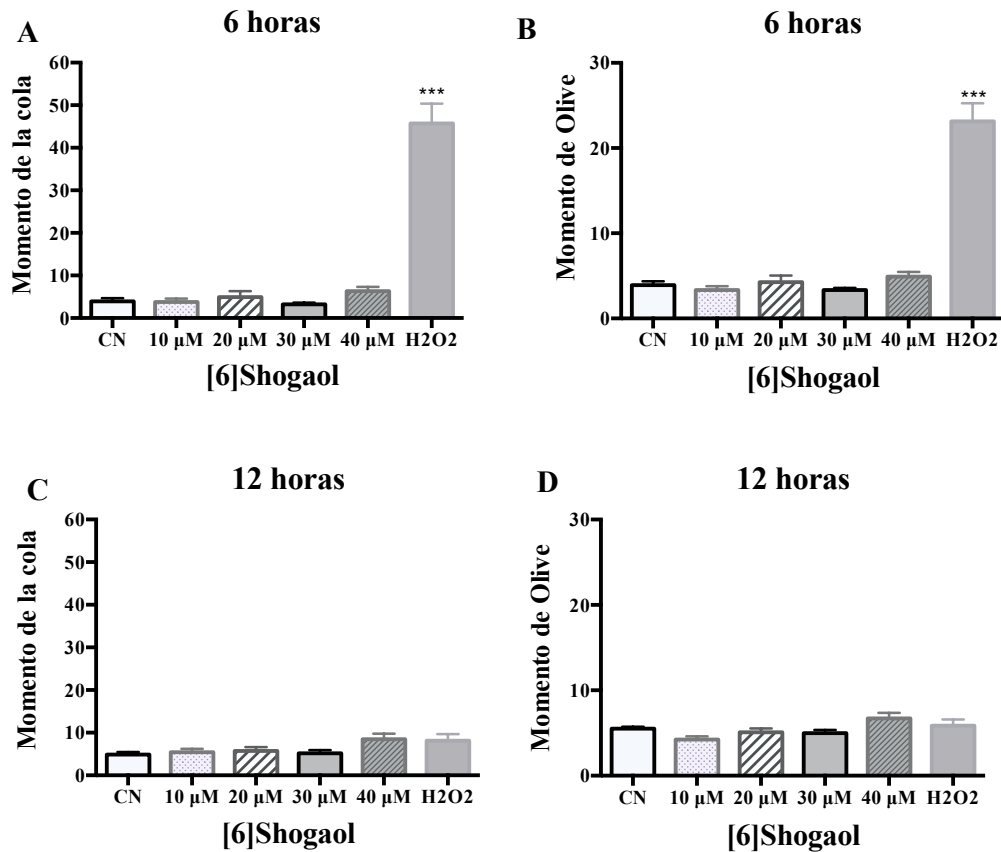 A
6 horas
Momento de la cola
60
50
40
30
20
10
0
***
CN 10 µM 20 µM 30 µM 40 µM H2O2
[6]Shogaol
B
6 horas
Momento de Olive
30
20
10
0
***
CN 10 µM 20 µM 30 µM 40 µM H2O2
[6]Shogaol
C
12 horas
Momento de la cola
60
50
40
30
20
10
0
CN 10 µM 20 µM 30 µM 40 µM H2O2
[6]Shogaol
D
12 horas
Momento de Olive
30
20
10
0
CN 10 µM 20 µM 30 µM 40 µM H2O2
[6]Shogaol